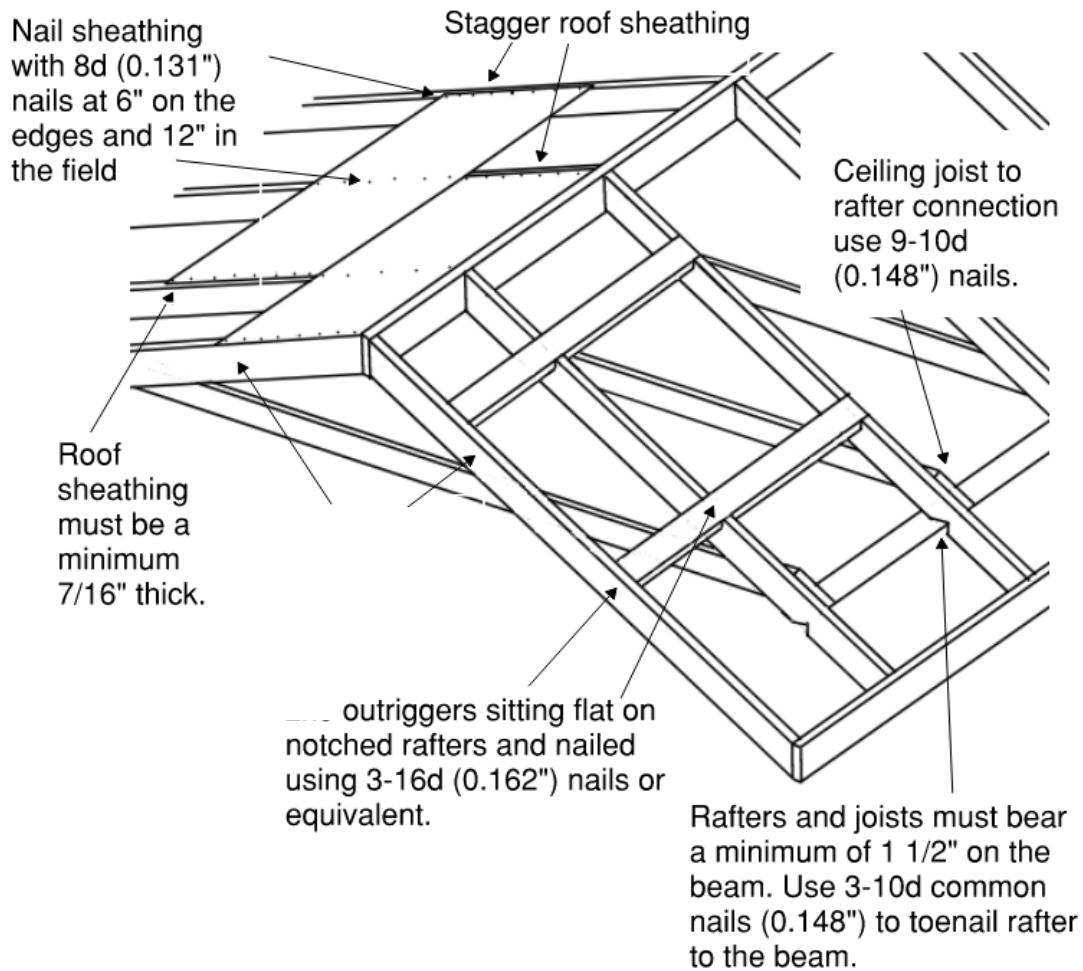 Nail sheathing
with 8d (0.131")
nails at 6" on the
edges and 12" in
the field
Stagger roof sheathing
Ceiling joist to
rafter connection
use 9-10d
(0.148") nails.
Roof
sheathing
must be a
minimum
7/16" thick.
outriggers sitting flat on
notched rafters and nailed
using 3-16d (0.162") nails or
equivalent.
Rafters and joists must bear
a minimum of 1 1/2" on the
beam. Use 3-10d common
nails (0.148") to toenail rafter
to the beam.